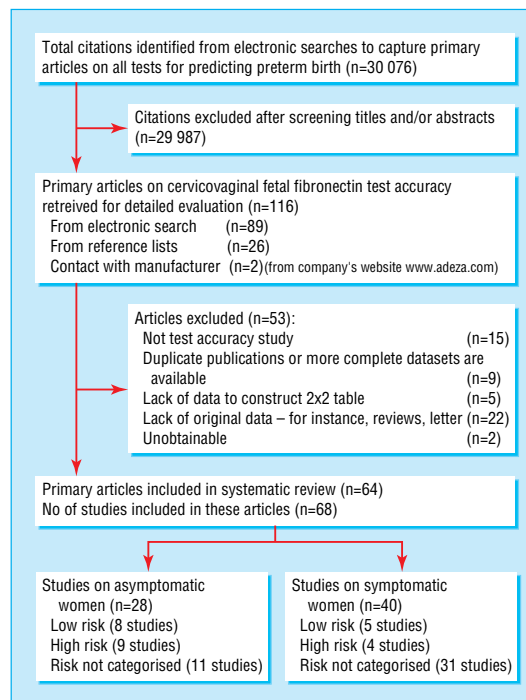 Total citations identified from electronic searches to capture primary
articles on all tests for predicting preterm birth (n=30 076)
Citations excluded after screening titles and/or abstracts
(n=29 987)
Primary articles on cervicovaginal fetal fibronectin test accuracy
retreived for detailed evaluation (n=116)
From electronic search (n=89)
From reference lists (n=26)
Contact with manufacturer (n=2)(from company's website www.adeza.com)
Articles excluded (n=53):
Not test accuracy study (n=15)
Duplicate publications or more complete datasets are
available (n=9)
Lack of data to construct 2x2 table (n=5)
Lack of original data – for instance, reviews, letter (n=22)
Unobtainable (n=2)
Primary articles included in systematic review (n=64)
No of studies included in these articles (n=68)
Studies on asymptomatic
women (n=28)
Low risk (8 studies)
High risk (9 studies)
Risk not categorised (11 studies)
Studies on symptomatic
women (n=40)
Low risk (5 studies)
High risk (4 studies)
Risk not categorised (31 studies)